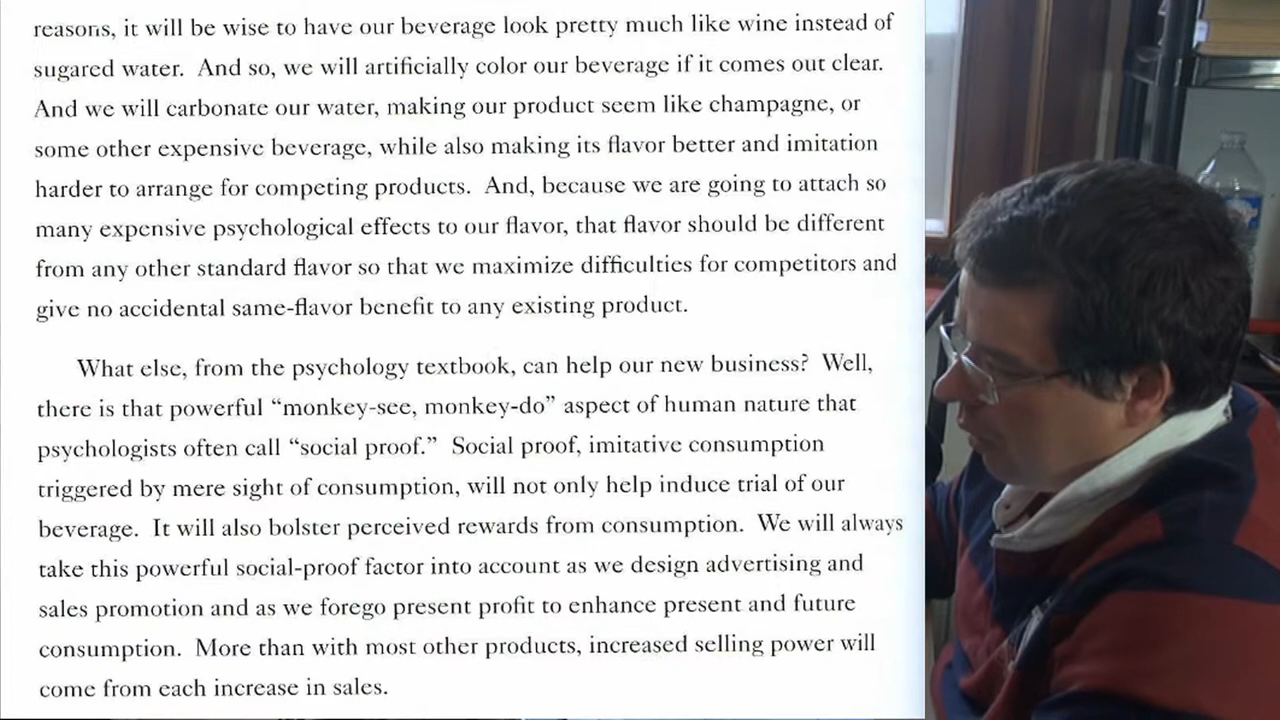 reasons, it will be wise to have our beverage look pretty much like wine instead of
sugared water. And so, we will artificially color our beverage if it comes out clear.
And we will carbonate our water, making our product seem like champagne, or
some other expensive beverage, while also making its flavor better and imitation
harder to arrange for competing products. And, because we are going to attach so
many expensive psychological effects to our flavor, that flavor should be different
from any other standard flavor so that we maximize difficulties for competitors and
give no accidental same-flavor benefit to any existing product.
What else, from the psychology textbook, can help our new business? Well,
there is that powerful “monkey-see, monkey-do” aspect of human nature that
psychologists often call “social proof.” Social proof, imitative consumption
triggered by mere sight of consumption, will not only help induce trial of our
beverage. It will also bolster perceived rewards from consumption. We will always
take this powerful social-proof factor into account as we design advertising and
sales promotion and as we forego present profit to enhance present and future
consumption. More than with most other products, increased selling power will
come from each increase in sales.